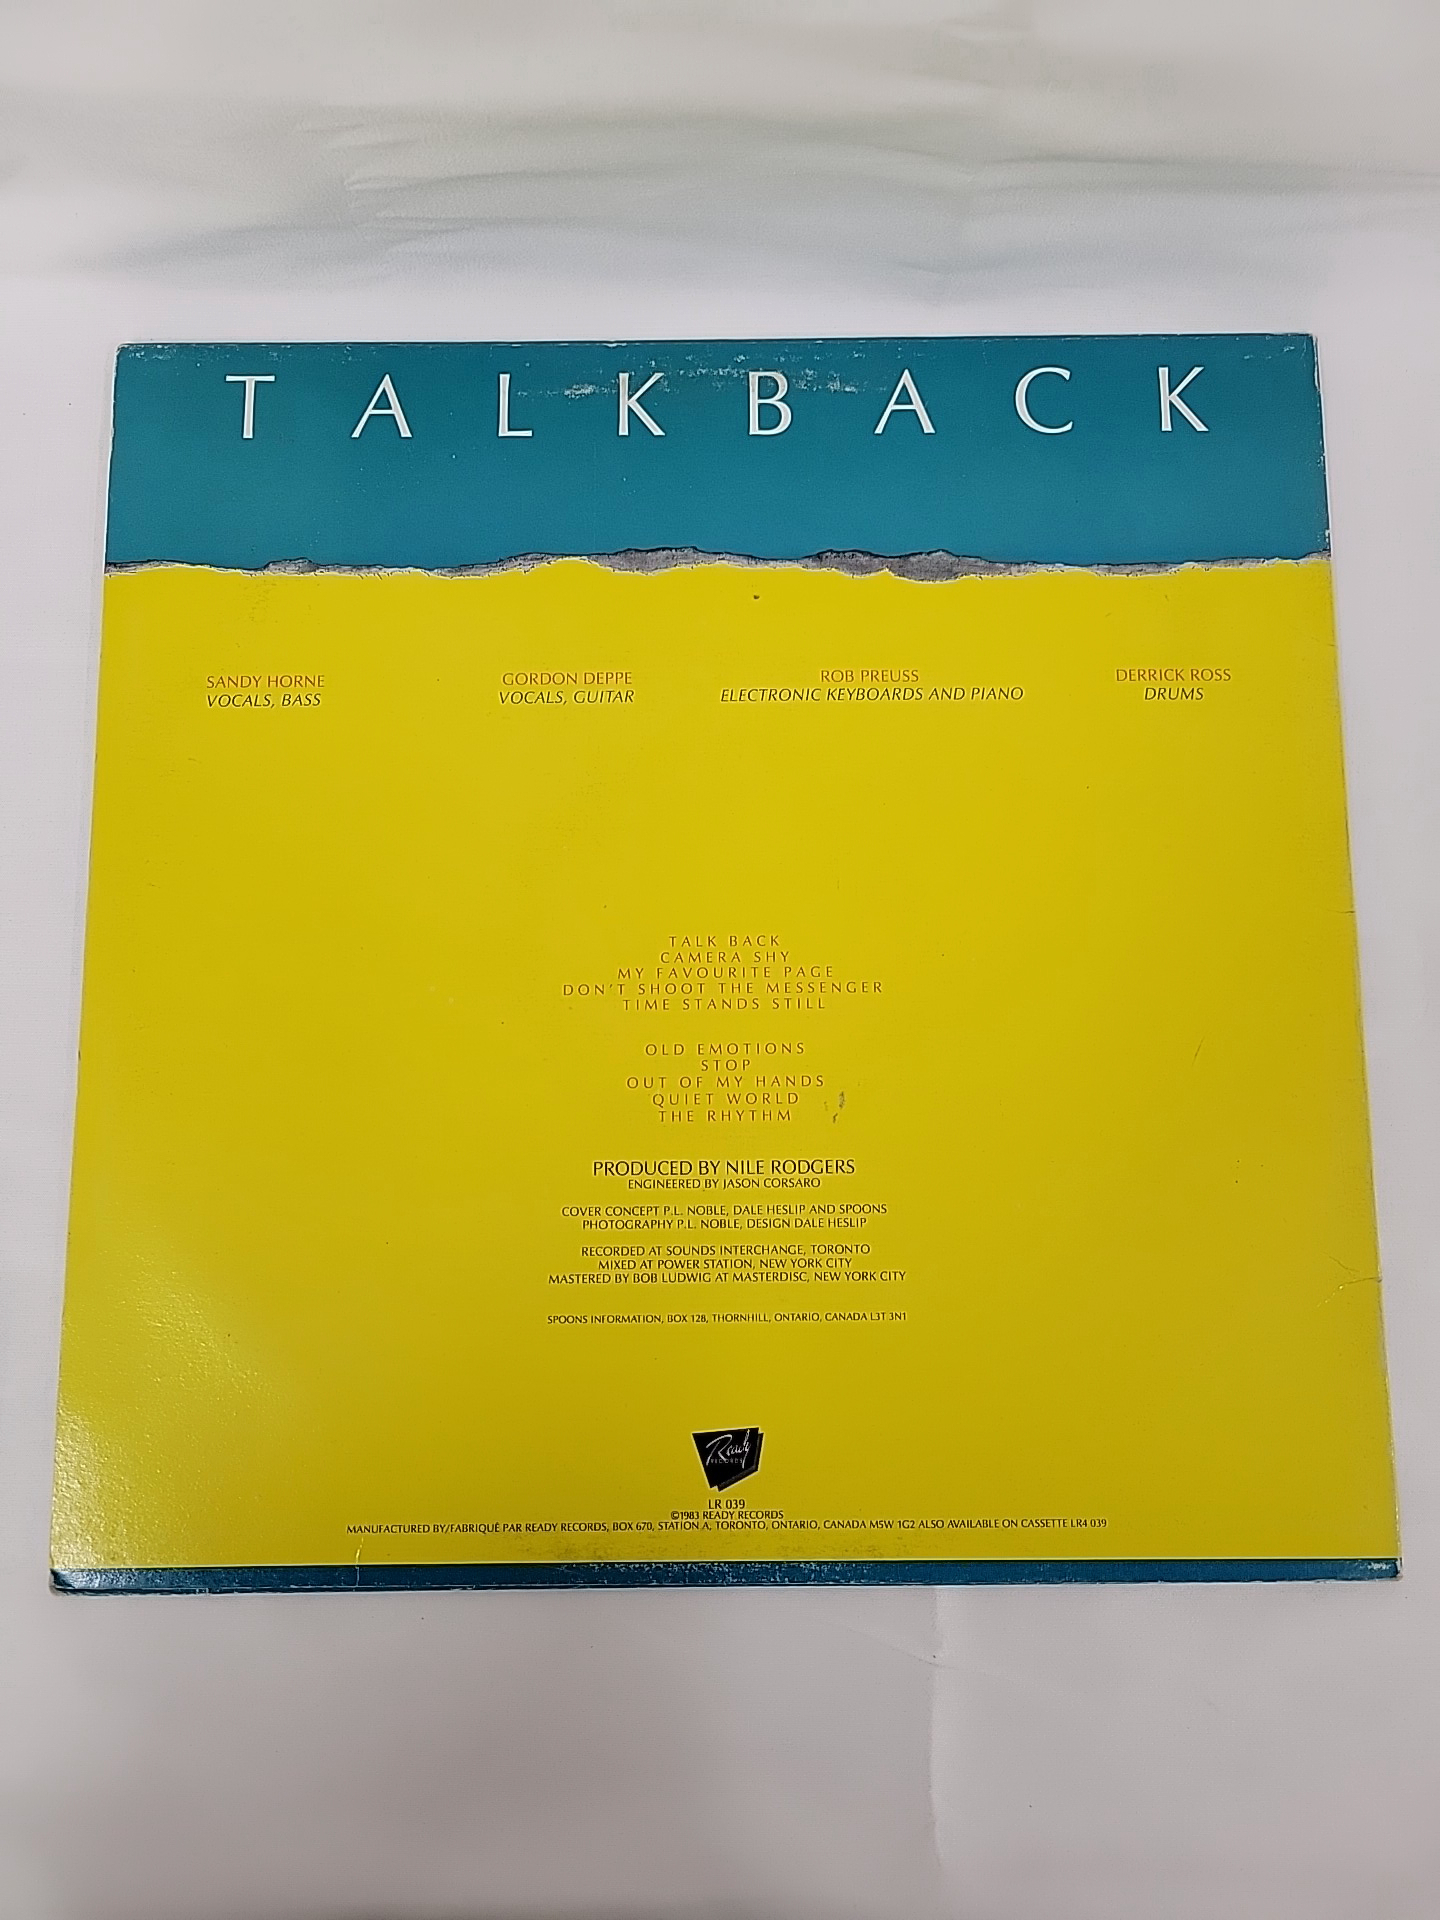 TALKBACK
SANDY HORNE
VOCALS, BASS
GORDON DEPPE
VOCALS, GUITAR
ROB PREUSS
ELECTRONIC KEYBOARDS AND PIANO
DERRICK ROSS
DRUMS
TALK BACK
CAMERA SHY
MY FAVOURITE PAGE
DON'T SHOOT THE MESSENGER
TIME STANDS STILL
OLD EMOTIONS
STOP
OUT OF MY HANDS
QUIET WORLD
THE RHYTHM
PRODUCED BY NILE RODGERS
ENGINEERED BY JASON CORSARO
COVER CONCEPT P.L. NOBLE, DALE HESLIP AND SPOONS
PHOTOGRAPHY P.L. NOBLE, DESIGN DALE HESLIP
RECORDED AT SOUNDS INTERCHANGE, TORONTO
MIXED AT POWER STATION, NEW YORK CITY
MASTERED BY BOB LUDWIG AT MASTERDISC, NEW YORK CITY
SPOONS INFORMATION, BOX 128, THORNHILL, ONTARIO, CANADA L3T 3N1
Ready
RECORDS
LR 039
©1983 READY RECORDS
MANUFACTURED BY/FABRIQUÉ PAR READY RECORDS, BOX 670, STATION A, TORONTO, ONTARIO, CANADA M5W 1G2 ALSO AVAILABLE ON CASSETTE LR4 039